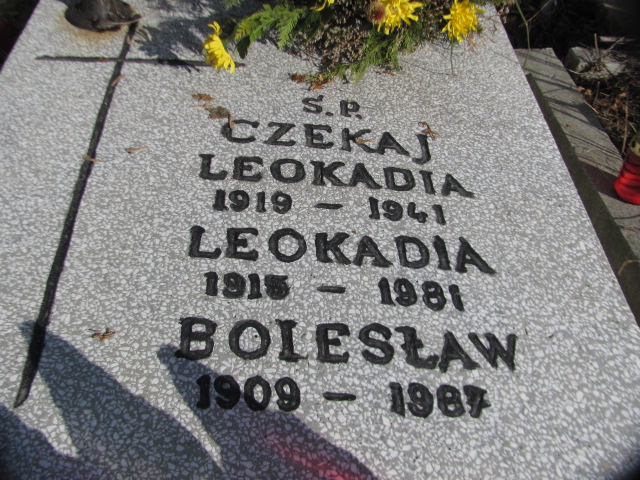 Ś.P.
CZEKAJ
LEOKADIA
1919 - 1941
LEOKADIA
1915 - 1981
BOLESŁAW
1909 - 1987